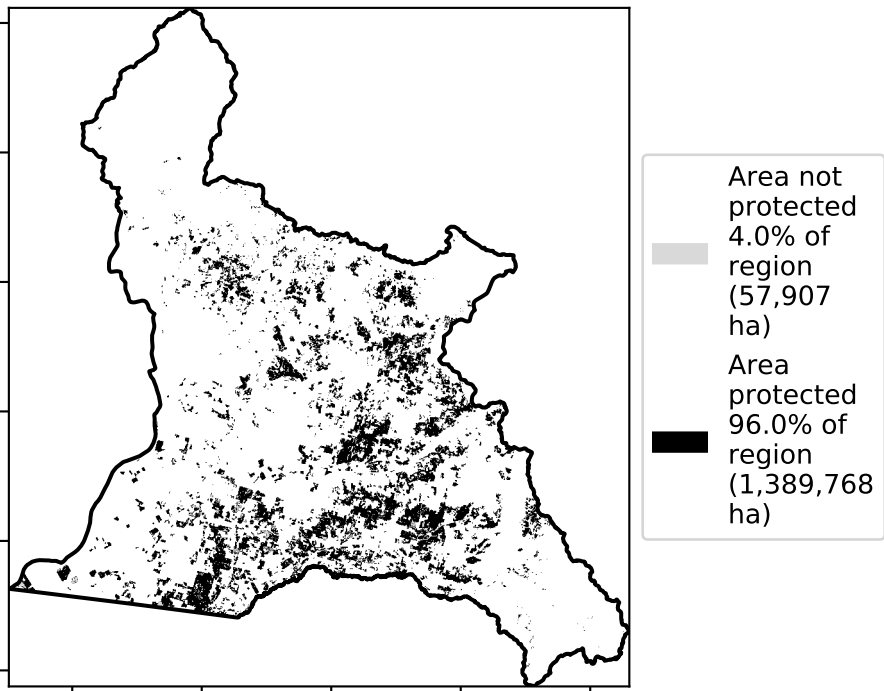 Area not
protected
4.0% of
region
(57,907
ha)
Area
protected
96.0% of
region
(1,389,768
ha)